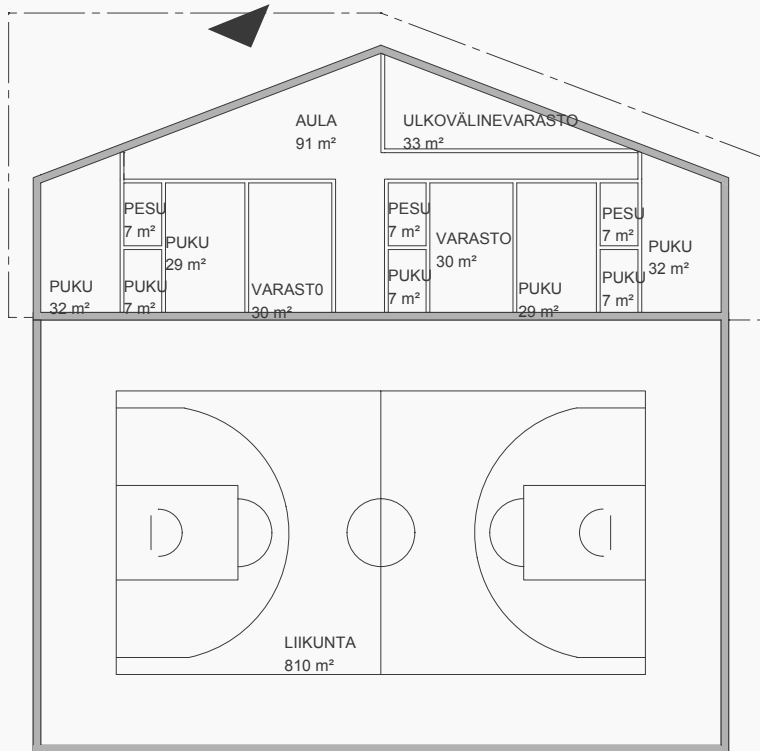 AULA
91 m²
ULKOVÄLINEVARASTO
33 m²
PESU
7 m²
PUKU
29 m²
PUKU
32 m²
PUKU
7 m²
VARAST0
30 m²
PESU
7 m²
PUKU
7 m²
VARASTO
30 m²
PUKU
29 m²
PESU
7 m²
PUKU
7 m²
PUKU
32 m²
LIIKUNTA
810 m²